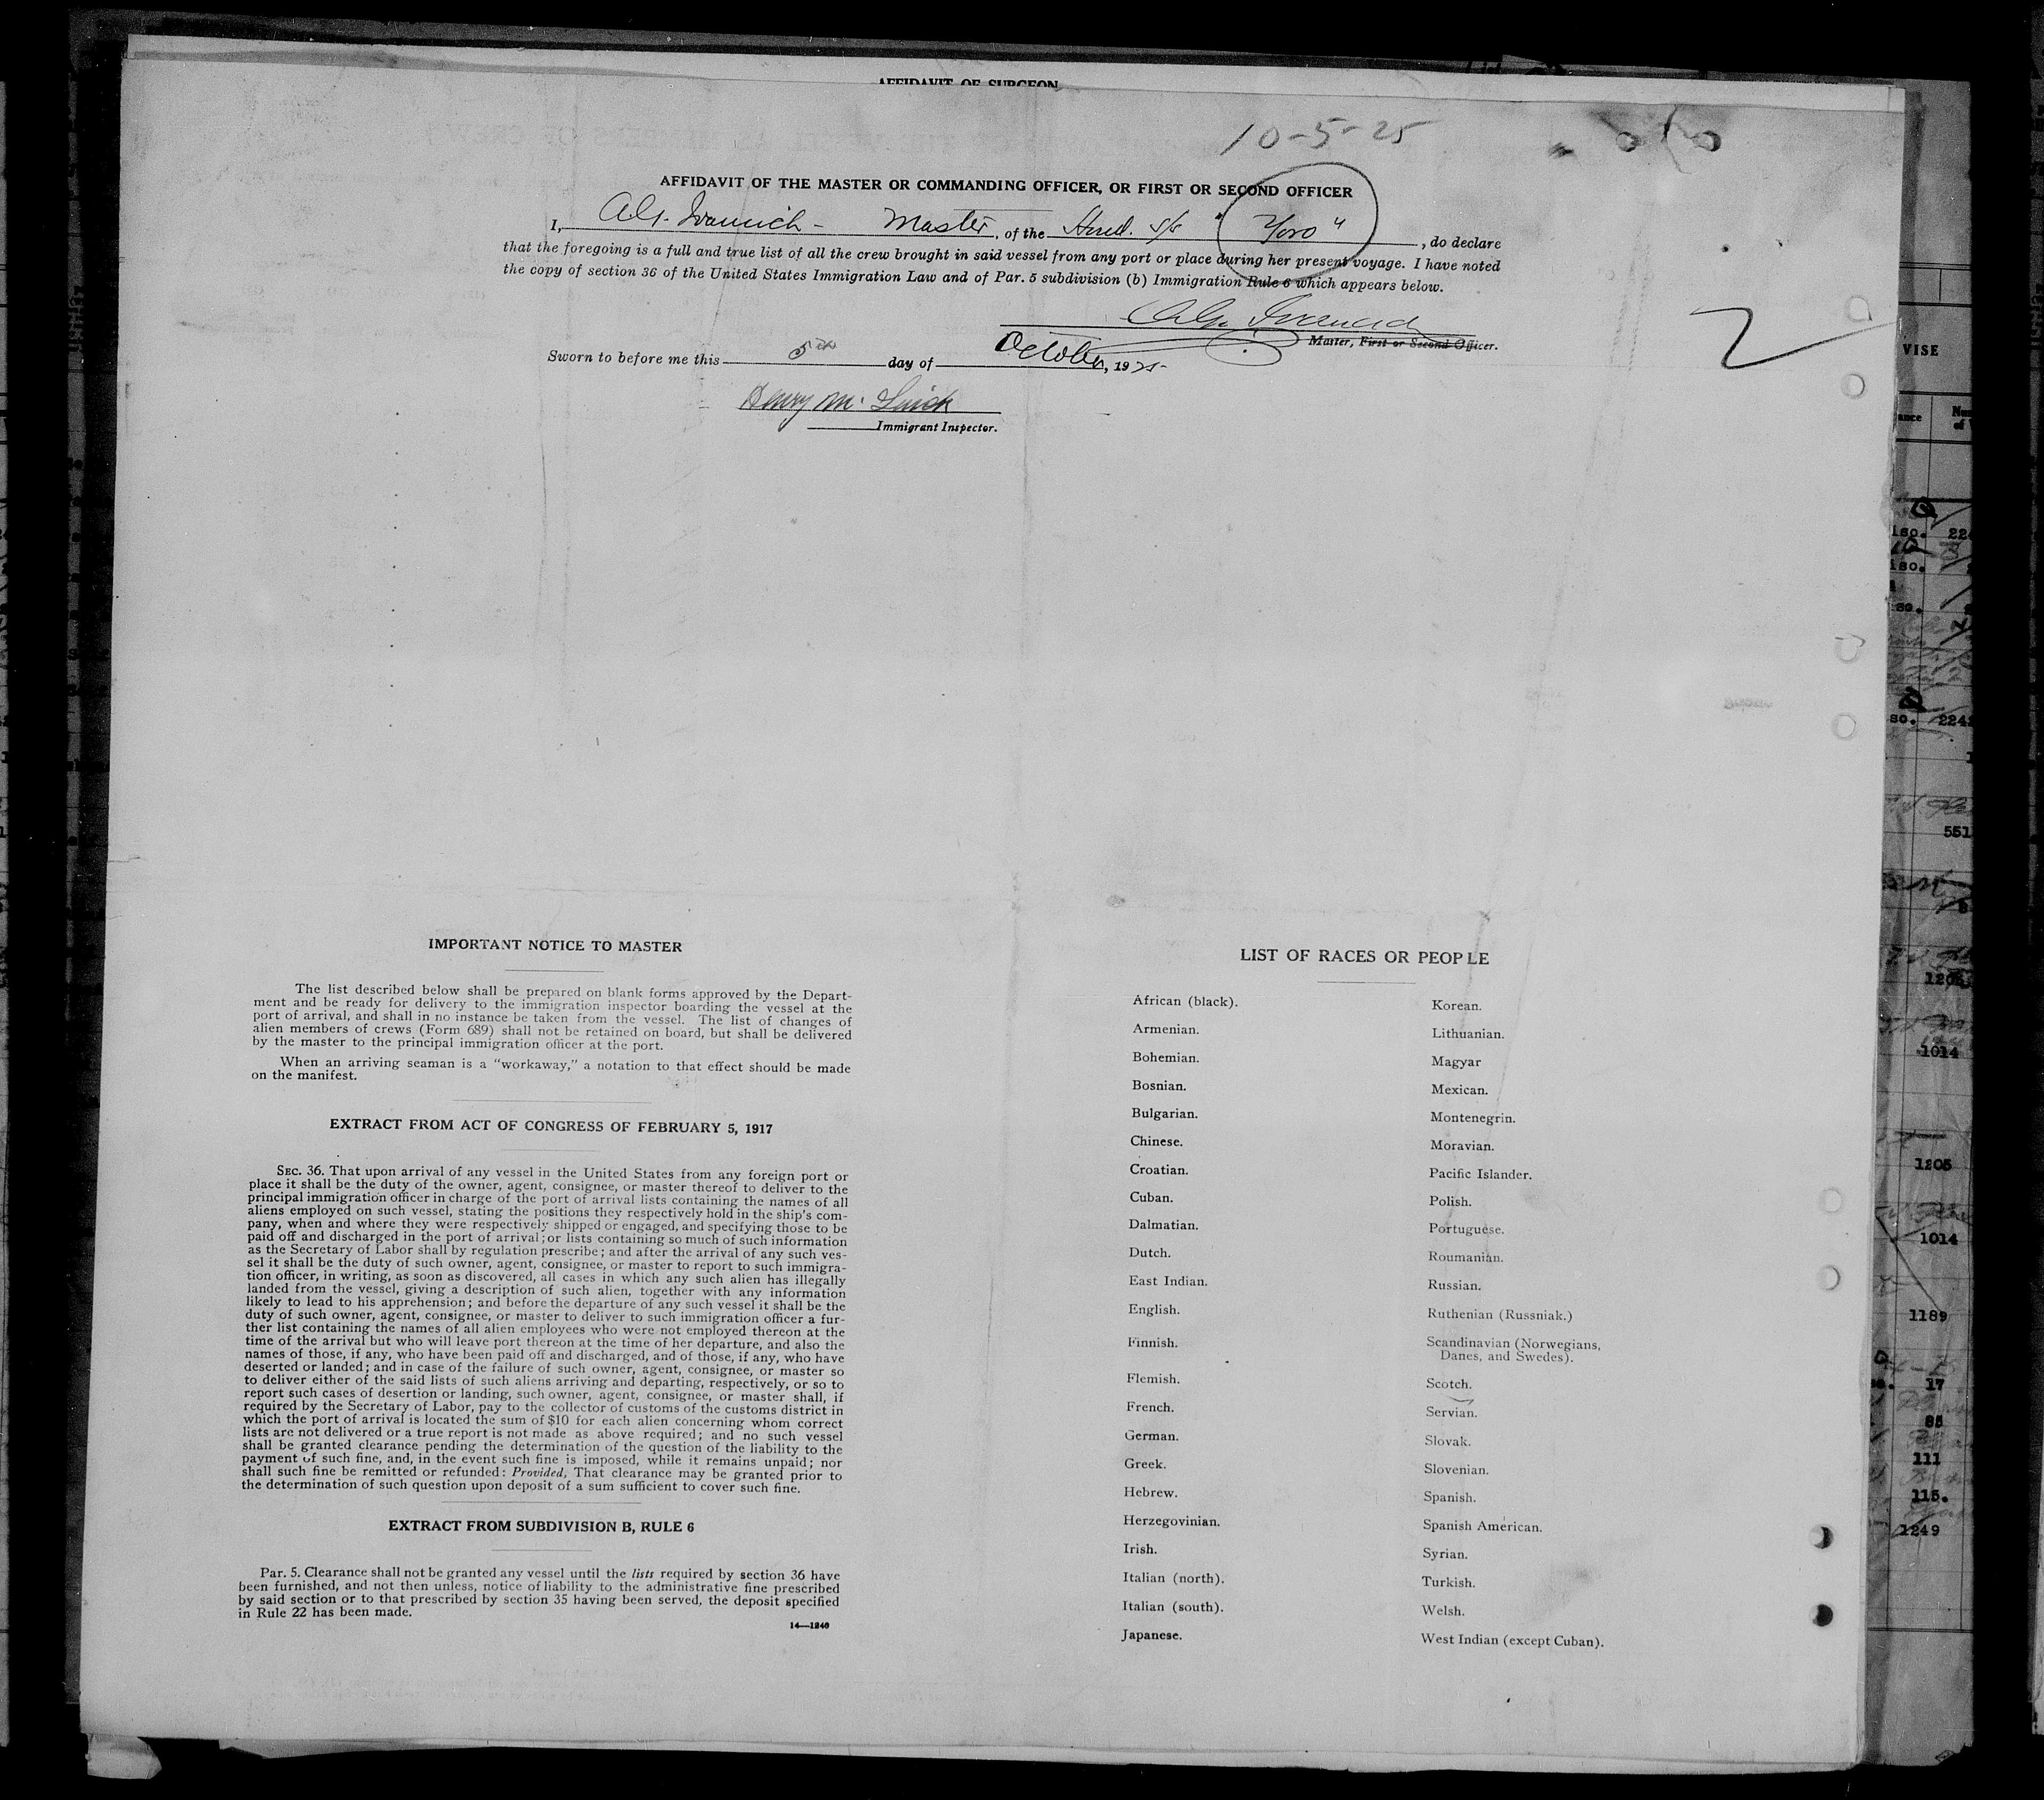 AFFIDAVIT OF SURGEON
10-5-25
AFFIDAVIT OF THE MASTER OR COMMANDING OFFICER, OR FIRST OR SECOND OFFICER
I, Master, of the Hond. S/S "Yoro", do declare
that the foregoing is a full and true list of all the crew brought in said vessel from any port or place during her present voyage. I have noted
the copy of section 36 of the United States Immigration Law and of Par. 5 subdivision (b) Immigration Rule 6 which appears below.
Master, First or Second Officer.
Sworn to before me this 5th day of October, 1925
Henry M.
Immigrant Inspector.
2
VISE
IMPORTANT NOTICE TO MASTER
The list described below shall be prepared on blank forms approved by the Depart-
ment and be ready for delivery to the immigration inspector boarding the vessel at the
port of arrival, and shall in no instance be taken from the vessel. The list of changes of
alien members of crews (Form 689) shall not be retained on board, but shall be delivered
by the master to the principal immigration officer at the port.
When an arriving seaman is a "workaway," a notation to that effect should be made
on the manifest.
EXTRACT FROM ACT OF CONGRESS OF FEBRUARY 5, 1917
SEC. 36. That upon arrival of any vessel in the United States from any foreign port or
place it shall be the duty of the owner, agent, consignee, or master thereof to deliver to the
principal immigration officer in charge of the port of arrival lists containing the names of all
aliens employed on such vessel, stating the positions they respectively hold in the ship's com-
pany, when and where they were respectively shipped or engaged, and specifying those to be
paid off and discharged in the port of arrival; or lists containing so much of such information
as the Secretary of Labor shall by regulation prescribe; and after the arrival of any such ves-
sel it shall be the duty of such owner, agent, consignee, or master to report to such immigra-
tion officer, in writing, as soon as discovered, all cases in which any such alien has illegally
landed from the vessel, giving a description of such alien, together with any information
likely to lead to his apprehension; and before the departure of any such vessel it shall be the
duty of such owner, agent, consignee, or master to deliver to such immigration officer a fur-
ther list containing the names of all alien employees who were not employed thereon at the
time of the arrival but who will leave port thereon at the time of her departure, and also the
names of those, if any, who have been paid off and discharged, and of those, if any, who have
deserted or landed; and in case of the failure of such owner, agent, consignee, or master so
to deliver either of the said lists of such aliens arriving and departing, respectively, or so to
report such cases of desertion or landing, such owner, agent, consignee, or master shall, if
required by the Secretary of Labor, pay to the collector of customs of the customs district in
which the port of arrival is located the sum of $10 for each alien concerning whom correct
lists are not delivered or a true report is not made as above required; and no such vessel
shall be granted clearance pending the determination of the question of the liability to the
payment of such fine, and, in the event such fine is imposed, while it remains unpaid; nor
shall such fine be remitted or refunded: Provided, That clearance may be granted prior to
the determination of such question upon deposit of a sum sufficient to cover such fine.
EXTRACT FROM SUBDIVISION B, RULE 6
Par. 5. Clearance shall not be granted any vessel until the lists required by section 36 have
been furnished, and not then unless, notice of liability to the administrative fine prescribed
by said section or to that prescribed by section 35 having been served, the deposit specified
in Rule 22 has been made.
14—1240
LIST OF RACES OR PEOPLE
African (black).
Armenian.
Bohemian.
Bosnian.
Bulgarian.
Chinese.
Croatian.
Cuban.
Dalmatian.
Dutch.
East Indian.
English.
Finnish.
Flemish.
French.
German.
Greek.
Hebrew.
Herzegovinian.
Irish.
Italian (north).
Italian (south).
Japanese.
Korean.
Lithuanian.
Magyar
Mexican.
Montenegrin.
Moravian.
Pacific Islander.
Polish.
Portuguese.
Roumanian.
Russian.
Ruthenian (Russniak.)
Scandinavian (Norwegians,
Danes, and Swedes).
Scotch.
Servian.
Slovak.
Slovenian.
Spanish.
Spanish American.
Syrian.
Turkish.
Welsh.
West Indian (except Cuban).
551
1014
1205
1014
1189
17
85
111
115.
1249